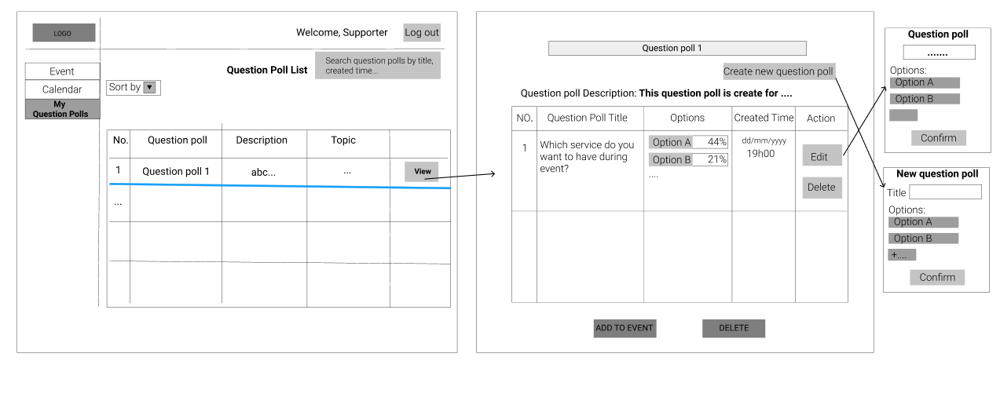 LOGO
Welcome, Supporter
Log out
Event
Calendar
My
Question Polls
Question Poll List
Search question polls by title,
created time...
Sort by
No. Question poll Description Topic
1 Question poll 1 abc... ... View
...
Question poll 1
Create new question poll
Question poll Description: This question poll is create for ....
NO. Question Poll Title Options Created Time Action
1
Which service do you
want to have during
event?
Option A 44%
Option B 21%
....
dd/mm/yyyy
19h00
Edit
Delete
ADD TO EVENT
DELETE
Question poll
.......
Options:
Option A
Option B
Confirm
New question poll
Title
Options:
Option A
Option B
+....
Confirm